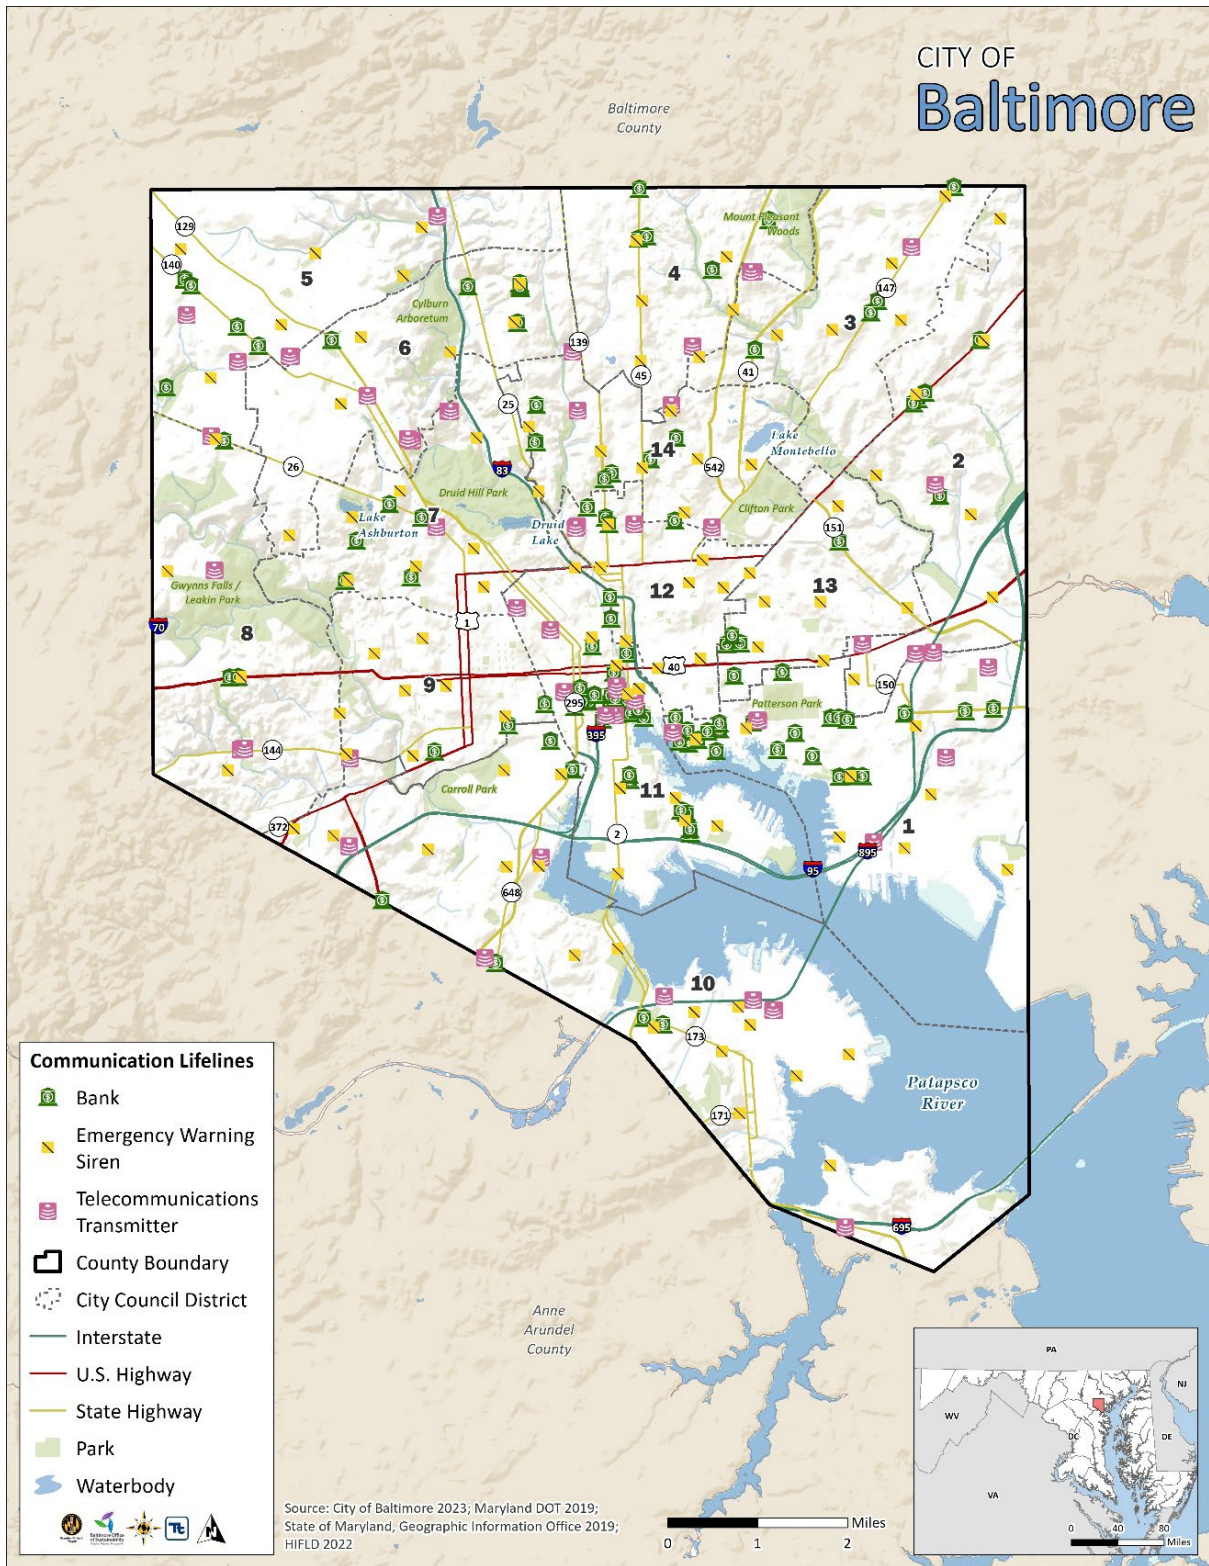 CITY OF
Baltimore
Baltimore
County
Mount Pleasant
Woods
129
140
5
4
Cylburn
Arboretum
147
3
6
139
45
41
25
Lake
Montebello
14
542
2
26
83
Druid Hill Park
Clifton Park
7
Lake
Ashburton
Druid
Lake
151
Gwynns Falls /
Leakin Park
12
13
1
70
8
40
9
150
295
Patterson Park
395
144
Carroll Park
11
372
2
1
895
95
648
10
173
Patapsco
River
171
695
Communication Lifelines
Bank
Emergency Warning
Siren
Telecommunications
Transmitter
County Boundary
City Council District
Interstate
U.S. Highway
State Highway
Park
Waterbody
Anne
Arundel
County
Source: City of Baltimore 2023; Maryland DOT 2019;
State of Maryland, Geographic Information Office 2019;
HIFLD 2022
Miles
0 1 2
PA
NJ
WV
DC
DE
VA
0 40 80
Miles
Baltimore Office
of Sustainability
Tt
N